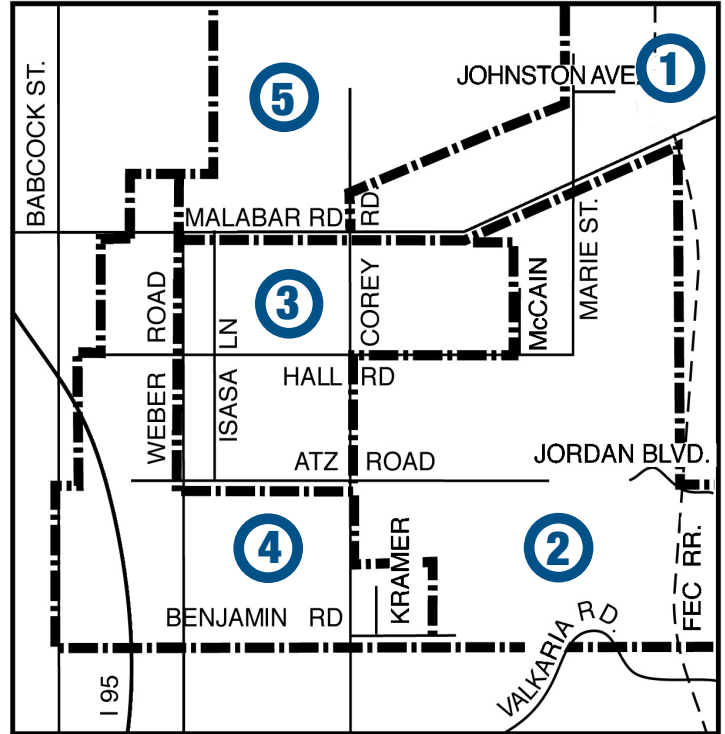 1
JOHNSTON AVE.
5
BABCOCK ST.
MALABAR RD
RD
COREY
MARIE ST.
McCAIN
ROAD
WEBER
3
LN
ISASA
HALL RD
ATZ ROAD
JORDAN BLVD.
4
2
KRAMER
FEC RR.
BENJAMIN RD
VALKARIA RD.
I 95